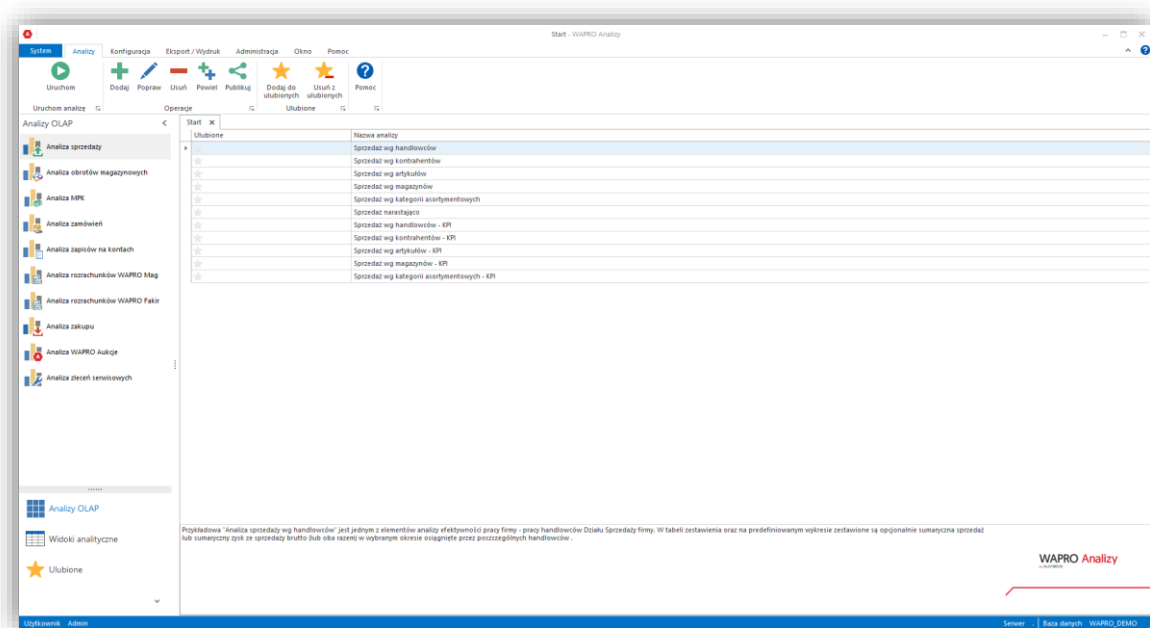 Start - WAPRO Analizy
System Analizy Konfiguracja Eksport / Wydruk Administracja Okno Pomoc
Uruchom Dodaj Popraw Usuń Powiel Publikuj Dodaj do ulubionych Usuń z ulubionych Pomoc
Uruchom analizę Operacje Ulubione
Analizy OLAP
Analiza sprzedaży
Analiza obrotów magazynowych
Analiza MPK
Analiza zamówień
Analiza zapisów na kontach
Analiza rozrachunków WAPRO Mag
Analiza rozrachunków WAPRO Fakir
Analiza zakupu
Analiza WAPRO Aukcje
Analiza zleceń serwisowych
Analizy OLAP
Widoki analityczne
Ulubione
Start
Ulubione Nazwa analizy
Sprzedaż wg handlowców
Sprzedaż wg kontrahentów
Sprzedaż wg artykułów
Sprzedaż wg magazynów
Sprzedaż wg kategorii asortymentowych
Sprzedaż narastająco
Sprzedaż wg handlowców - KPI
Sprzedaż wg kontrahentów - KPI
Sprzedaż wg artykułów - KPI
Sprzedaż wg magazynów - KPI
Sprzedaż wg kategorii asortymentowych - KPI
Przykładowa "Analiza sprzedaży wg handlowców" jest jednym z elementów analizy efektywności pracy firmy - pracy handlowców Działu Sprzedaży firmy. W tabeli zestawienia oraz na predefiniowanym wykresie zestawione są opcjonalnie sumaryczna sprzedaż
lub sumaryczny zysk ze sprzedaży brutto (lub oba razem) w wybranym okresie osiągnięte przez poszczególnych handlowców .
WAPRO Analizy
Użytkownik Admin Serwer . Baza danych WAPRO_DEMO